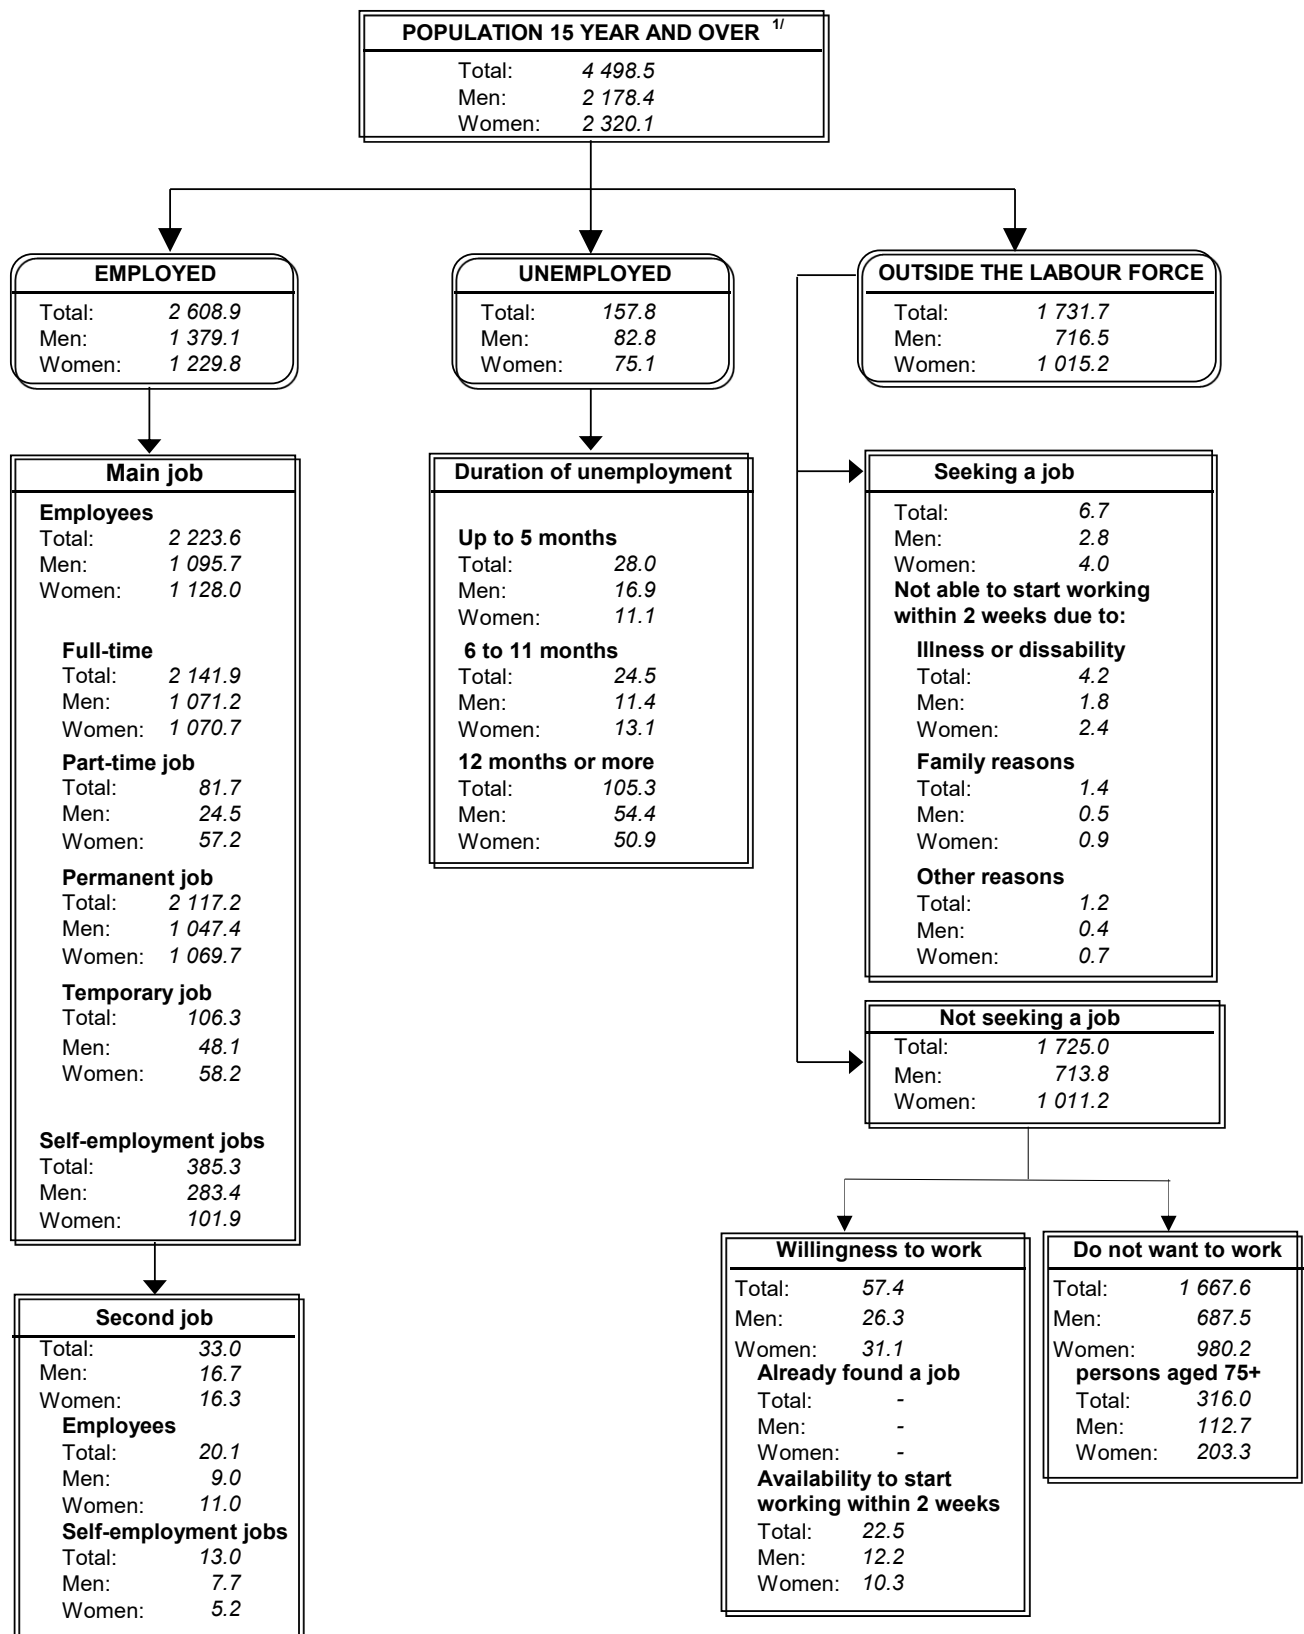 POPULATION 15 YEAR AND OVER 1/
Total: 4 498.5
Men: 2 178.4
Women: 2 320.1
EMPLOYED
Total: 2 608.9
Men: 1 379.1
Women: 1 229.8
UNEMPLOYED
Total: 157.8
Men: 82.8
Women: 75.1
OUTSIDE THE LABOUR FORCE
Total: 1 731.7
Men: 716.5
Women: 1 015.2
Main job
Employees
Total: 2 223.6
Men: 1 095.7
Women: 1 128.0
Full-time
Total: 2 141.9
Men: 1 071.2
Women: 1 070.7
Part-time job
Total: 81.7
Men: 24.5
Women: 57.2
Permanent job
Total: 2 117.2
Men: 1 047.4
Women: 1 069.7
Temporary job
Total: 106.3
Men: 48.1
Women: 58.2
Self-employment jobs
Total: 385.3
Men: 283.4
Women: 101.9
Second job
Total: 33.0
Men: 16.7
Women: 16.3
Employees
Total: 20.1
Men: 9.0
Women: 11.0
Self-employment jobs
Total: 13.0
Men: 7.7
Women: 5.2
Duration of unemployment
Up to 5 months
Total: 28.0
Men: 16.9
Women: 11.1
6 to 11 months
Total: 24.5
Men: 11.4
Women: 13.1
12 months or more
Total: 105.3
Men: 54.4
Women: 50.9
Seeking a job
Total: 6.7
Men: 2.8
Women: 4.0
Not able to start working
within 2 weeks due to:
Illness or dissability
Total: 4.2
Men: 1.8
Women: 2.4
Family reasons
Total: 1.4
Men: 0.5
Women: 0.9
Other reasons
Total: 1.2
Men: 0.4
Women: 0.7
Not seeking a job
Total: 1 725.0
Men: 713.8
Women: 1 011.2
Willingness to work
Total: 57.4
Men: 26.3
Women: 31.1
Already found a job
Total: -
Men: -
Women: -
Availability to start
working within 2 weeks
Total: 22.5
Men: 12.2
Women: 10.3
Do not want to work
Total: 1 667.6
Men: 687.5
Women: 980.2
persons aged 75+
Total: 316.0
Men: 112.7
Women: 203.3